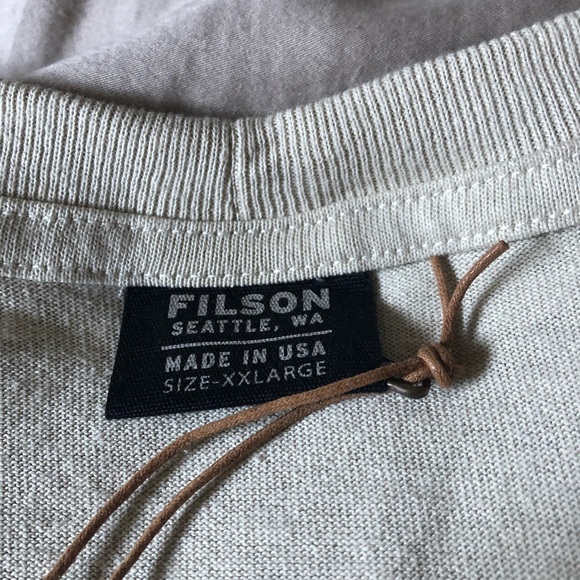 FILSON
SEATTLE, WA
MADE IN USA
SIZE-XXLARGE